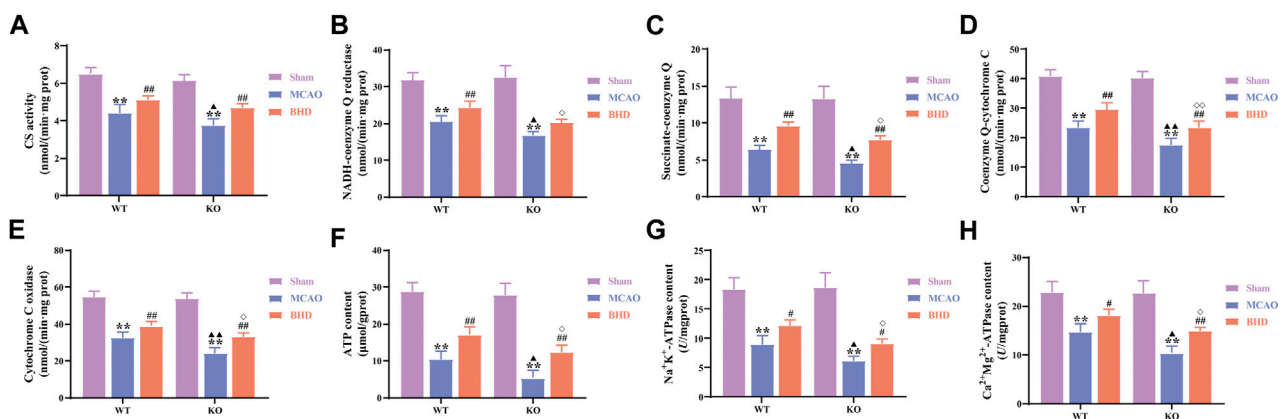 A
CS activity
(nmol/(min·mg prot)
8
6
4
2
0
**
##
▲
**
##
WT
KO
Sham
MCAO
BHD
B
NADH-coenzyme Q reductase
(nmol/(min·mg prot)
40
30
20
10
0
**
##
▲
**
◇
WT
KO
Sham
MCAO
BHD
C
Succinate-coenzyme Q
(nmol/(min·mg prot)
20
15
10
5
0
**
##
▲
**
◇
##
WT
KO
Sham
MCAO
BHD
D
Coenzyme Q-cytochrome C
(nmol/(min·mg prot)
50
40
30
20
10
0
**
##
▲▲
**
◇◇
##
WT
KO
Sham
MCAO
BHD
E
Cytochrome C oxidase
(nmol/(min·mg prot)
80
60
40
20
0
**
##
▲▲
**
◇
##
WT
KO
Sham
MCAO
BHD
F
ATP content
(μmol/gprot)
40
30
20
10
0
**
##
▲
**
◇
##
WT
KO
Sham
MCAO
BHD
G
Na⁺K⁺-ATPase content
(U/mgprot)
25
20
15
10
5
0
**
#
▲
**
◇
#
WT
KO
Sham
MCAO
BHD
H
Ca²⁺Mg²⁺-ATPase content
(U/mgprot)
30
20
10
0
**
#
▲
**
◇
##
WT
KO
Sham
MCAO
BHD